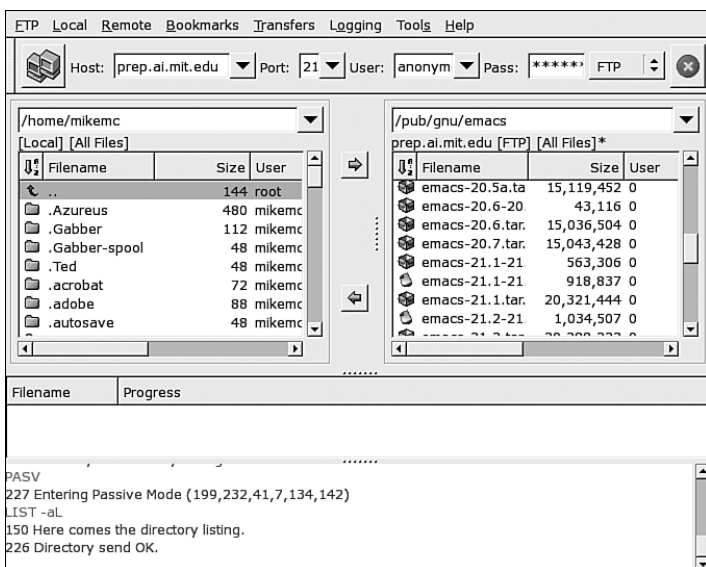 FTP Local Remote Bookmarks Transfers Logging Tools Help
Host: prep.ai.mit.edu Port: 21 User: anonym Pass: ***** FTP
/home/mikemc
[Local] [All Files]
Filename Size User
.. 144 root
.Azureus 480 mikemc
.Gabber 112 mikemc
.Gabber-spool 48 mikemc
.Ted 48 mikemc
.acrobat 72 mikemc
.adobe 88 mikemc
.autosave 48 mikemc
/pub/gnu/emacs
prep.ai.mit.edu [FTP] [All Files]*
Filename Size User
emacs-20.5a.ta 15,119,452 0
emacs-20.6-20. 43,116 0
emacs-20.6.tar. 15,036,504 0
emacs-20.7.tar. 15,043,428 0
emacs-21.1-21. 563,306 0
emacs-21.1-21. 918,837 0
emacs-21.1.tar. 20,321,444 0
emacs-21.2-21. 1,034,507 0
Filename Progress
PASV
227 Entering Passive Mode (199,232,41,7,134,142)
LIST -aL
150 Here comes the directory listing.
226 Directory send OK.